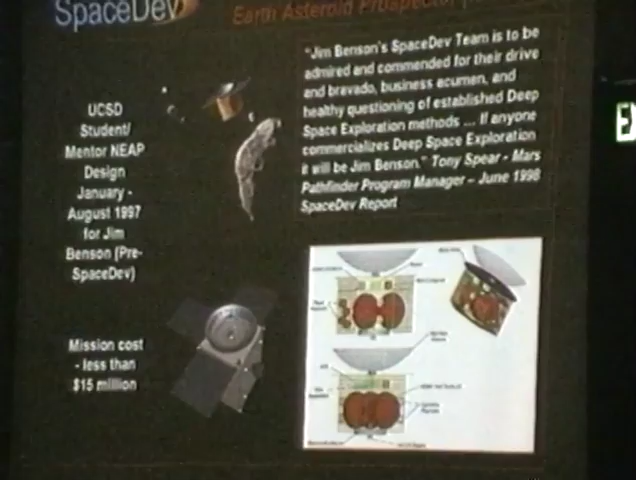 SpaceDev
Earth Asteroid Prospector
"Jim Benson's SpaceDev Team is to be
admired and commended for their drive
and bravado, business acumen, and
healthy questioning of established Deep
Space Exploration methods ... If anyone
commercializes Deep Space Exploration
it will be Jim Benson." Tony Spear - Mars
Pathfinder Program Manager - June 1998
SpaceDev Report
UCSD
Student/
Mentor NEAP
Design
January -
August 1997
for Jim
Benson (Pre-
SpaceDev)
Mission cost
- less than
$15 million